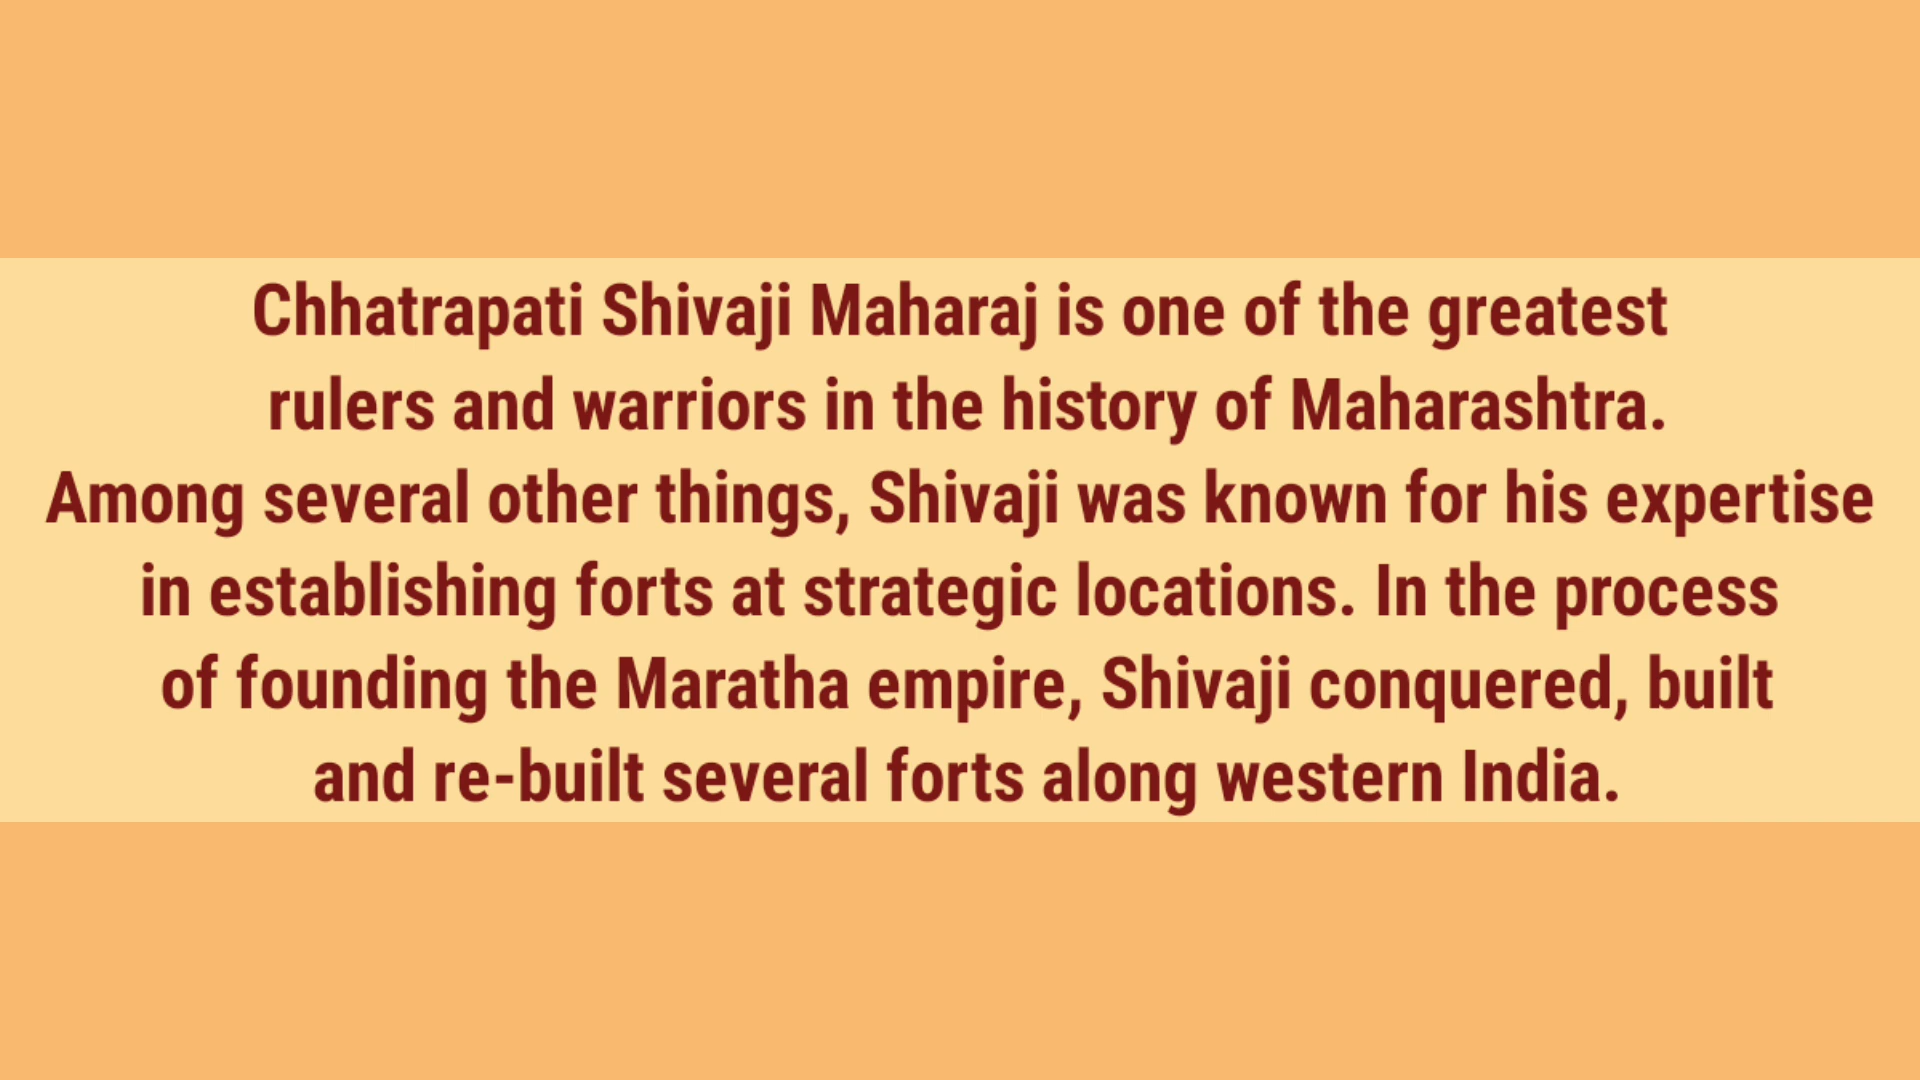 Chhatrapati Shivaji Maharaj is one of the greatest
rulers and warriors in the history of Maharashtra.
Among several other things, Shivaji was known for his expertise
in establishing forts at strategic locations. In the process
of founding the Maratha empire, Shivaji conquered, built
and re-built several forts along western India.